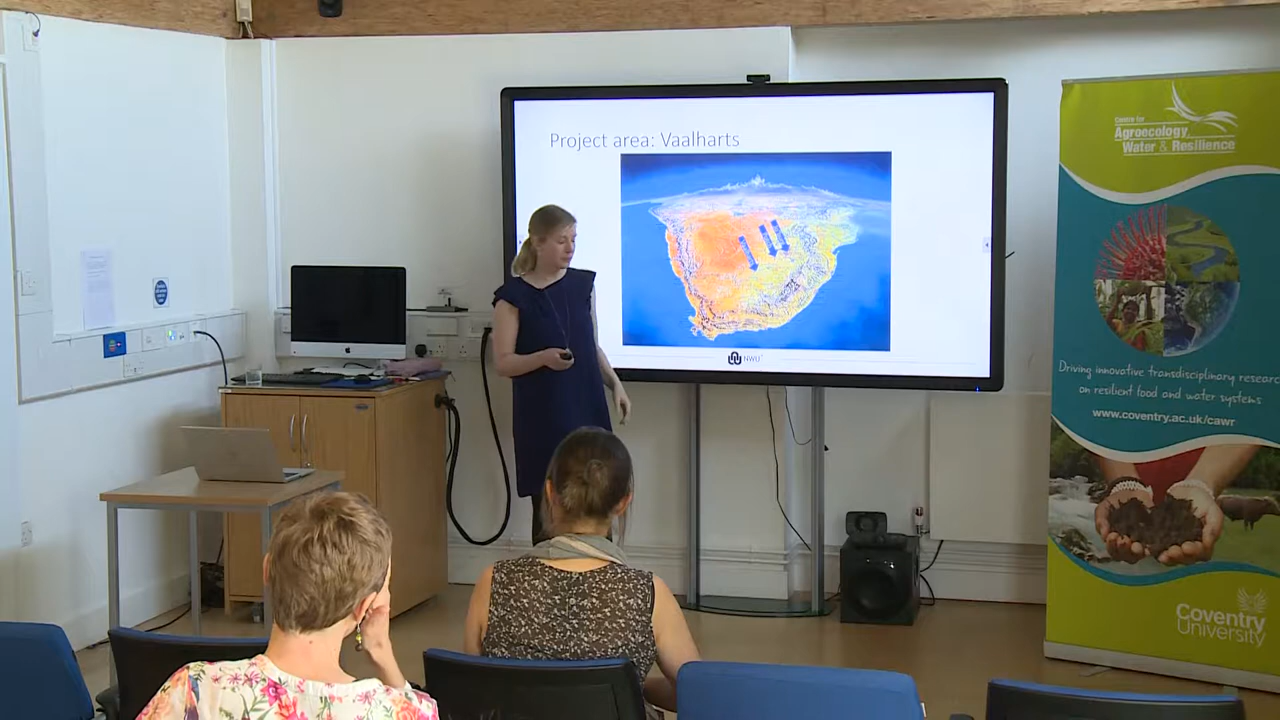 Project area: Vaalharts
NWU
Centre for
Agroecology,
Water & Resilience
Driving innovative transdisciplinary research
on resilient food and water systems
www.coventry.ac.uk/cawr
Coventry
University